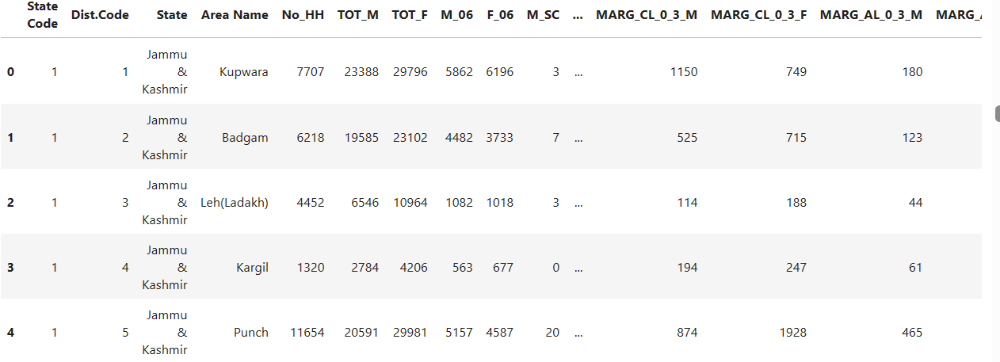 State Code Dist.Code State Area Name No_HH TOT_M TOT_F M_06 F_06 M_SC ... MARG_CL_0_3_M MARG_CL_0_3_F MARG_AL_0_3_M MARG_
0 1 1 Jammu & Kashmir Kupwara 7707 23388 29796 5862 6196 3 ... 1150 749 180
1 1 2 Jammu & Kashmir Badgam 6218 19585 23102 4482 3733 7 ... 525 715 123
2 1 3 Jammu & Kashmir Leh(Ladakh) 4452 6546 10964 1082 1018 3 ... 114 188 44
3 1 4 Jammu & Kashmir Kargil 1320 2784 4206 563 677 0 ... 194 247 61
4 1 5 Jammu & Kashmir Punch 11654 20591 29981 5157 4587 20 ... 874 1928 465